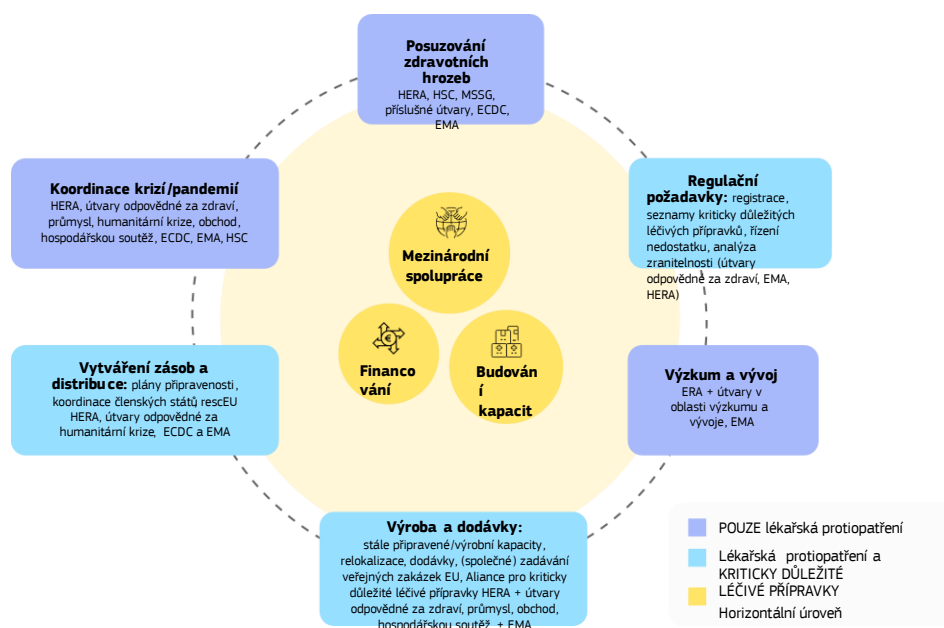 Posuzování
zdravotních
hrozeb
HERA, HSC, MSSG,
příslušné útvary, ECDC,
EMA
Koordinace krizí/pandemií
HERA, útvary odpovědné za zdraví,
průmysl, humanitární krize, obchod,
hospodářskou soutěž, ECDC, EMA, HSC
Regulační
požadavky: registrace,
seznamy kriticky důležitých
léčivých přípravků, řízení
nedostatku, analýza
zranitelnosti (útvary
odpovědné za zdraví, EMA,
HERA)
Mezinárodní
spolupráce
Financo
vání
Budován
í
kapacit
Vytváření zásob a
distribuce: plány připravenosti,
koordinace členských států, rescEU
HERA, útvary odpovědné za
humanitární krize, ECDC a EMA
Výzkum a vývoj
ERA + útvary v
oblasti výzkumu a
vývoje, EMA
Výroba a dodávky:
stále připravené/výrobní kapacity,
relokalizace, dodávky, (společné) zadávání
veřejných zakázek EU, Aliance pro kriticky
důležité léčivé přípravky HERA + útvary
odpovědné za zdraví, průmysl, obchod,
hospodářskou soutěž + EMA
POUZE lékařská protiopatření
Lékařská protiopatření a
KRITICKY DŮLEŽITÉ
LÉČIVÉ PŘÍPRAVKY
Horizontální úroveň